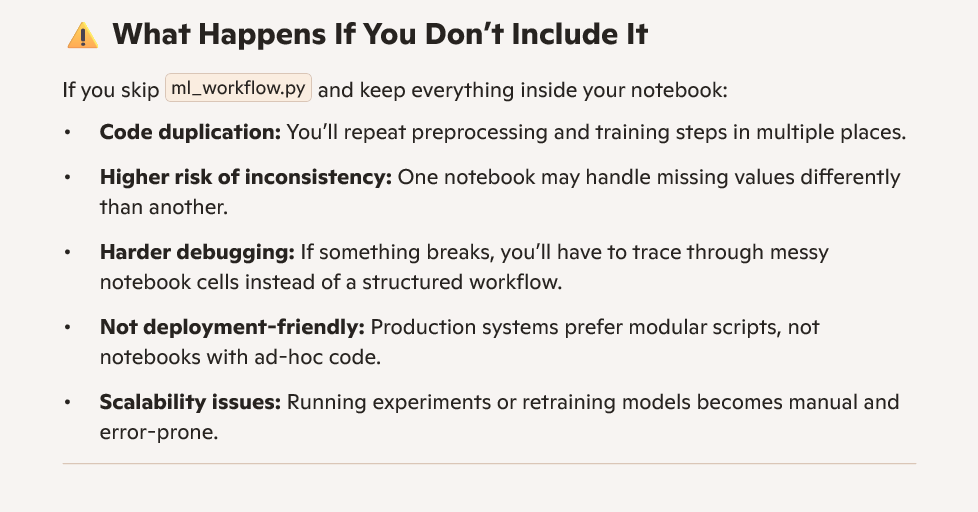 ⚠️ What Happens If You Don’t Include It
If you skip ml_workflow.py and keep everything inside your notebook:
• Code duplication: You’ll repeat preprocessing and training steps in multiple places.
• Higher risk of inconsistency: One notebook may handle missing values differently
than another.
• Harder debugging: If something breaks, you’ll have to trace through messy
notebook cells instead of a structured workflow.
• Not deployment-friendly: Production systems prefer modular scripts, not
notebooks with ad-hoc code.
• Scalability issues: Running experiments or retraining models becomes manual and
error-prone.